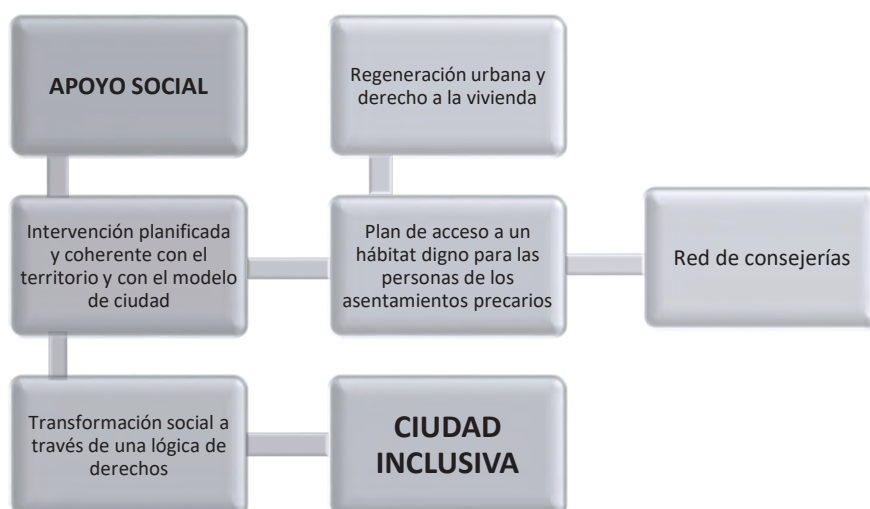 APOYO SOCIAL
Regeneración urbana y
derecho a la vivienda
Intervención planificada
y coherente con el
territorio y con el modelo
de ciudad
Plan de acceso a un
hábitat digno para las
personas de los
asentamientos precarios
Red de consejerías
Transformación social a
través de una lógica de
derechos
CIUDAD
INCLUSIVA